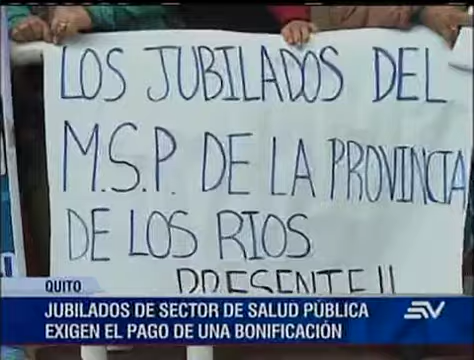 LOS JUBILADOS DEL
M.S.P. DE LA PROVINCIA
DE LOS RIOS
PRESENTE!!
QUITO
JUBILADOS DE SECTOR DE SALUD PÚBLICA
EXIGEN EL PAGO DE UNA BONIFICACIÓN